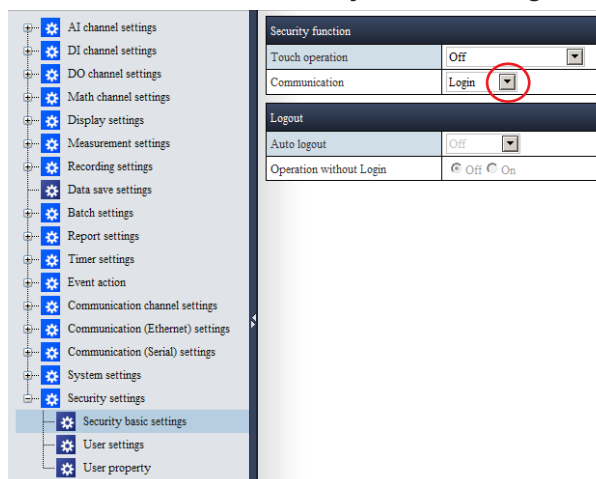 AI channel settings
DI channel settings
DO channel settings
Math channel settings
Display settings
Measurement settings
Recording settings
Data save settings
Batch settings
Report settings
Timer settings
Event action
Communication channel settings
Communication (Ethernet) settings
Communication (Serial) settings
System settings
Security settings
Security basic settings
User settings
User property
Security function
Touch operation Off
Communication Login
Logout
Auto logout Off
Operation without Login Off On